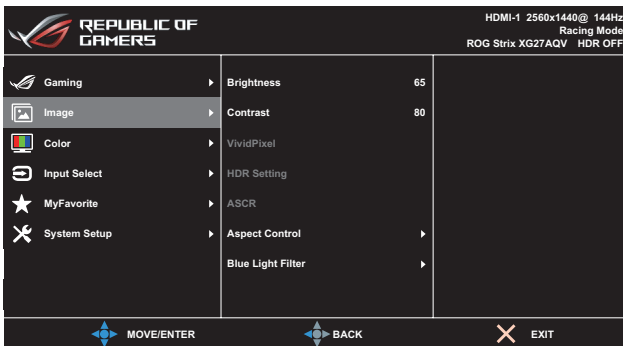 REPUBLIC OF
GAMERS
HDMI-1 2560x1440@ 144Hz
Racing Mode
ROG Strix XG27AQV HDR OFF
Gaming
Image
Color
Input Select
MyFavorite
System Setup
Brightness 65
Contrast 80
VividPixel
HDR Setting
ASCR
Aspect Control
Blue Light Filter
MOVE/ENTER
BACK
EXIT